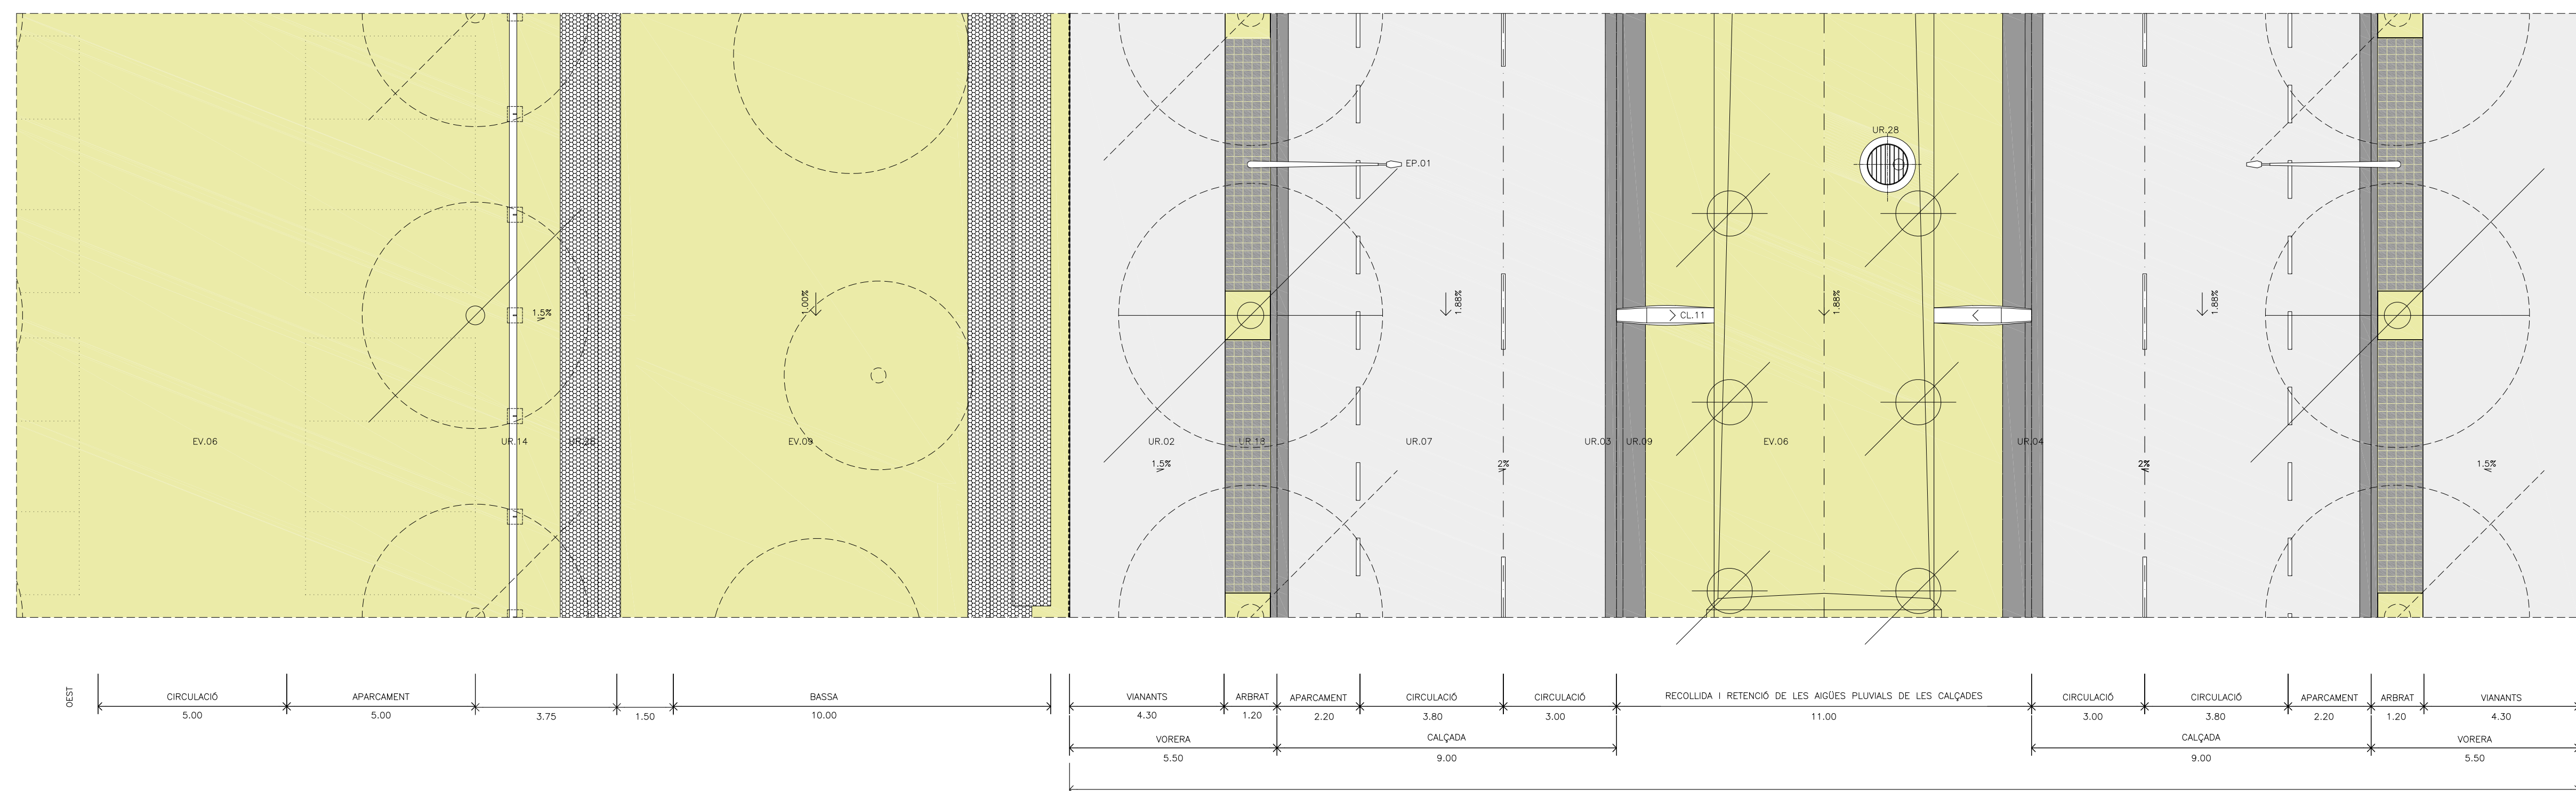 UR.28
EP.01
1.5%
1.00%
1.88%
CL.11
1.88%
1.88%
EV.06
UR.14
UR.28
EV.09
UR.02
UR.18
UR.07
UR.03
UR.09
EV.06
UR.04
1.5%
2%
2%
1.5%
OEST
CIRCULACIÓ
APARCAMENT
BASSA
VIANANTS
ARBRAT
APARCAMENT
CIRCULACIÓ
CIRCULACIÓ
RECOLLIDA I RETENCIÓ DE LES AIGÜES PLUVIALS DE LES CALÇADES
CIRCULACIÓ
CIRCULACIÓ
APARCAMENT
ARBRAT
VIANANTS
5.00
5.00
3.75
1.50
10.00
4.30
1.20
2.20
3.80
3.00
11.00
3.00
3.80
2.20
1.20
4.30
VORERA
CALÇADA
CALÇADA
VORERA
5.50
9.00
9.00
5.50